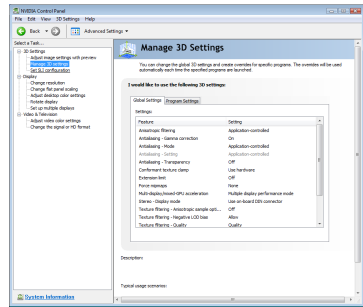 NVIDIA Control Panel
File Edit View 3D Settings Help
Back Advanced Settings
Select a Task...
3D Settings
Adjust image settings with preview
Manage 3D settings
Set SLI configuration
Display
Change resolution
Change flat panel scaling
Adjust desktop color settings
Rotate display
Set up multiple displays
Video & Television
Adjust video color settings
Change the signal or HD format
System Information
Manage 3D Settings
You can change the global 3D settings and create overrides for specific programs. The overrides will be used
automatically each time the specified programs are launched.
I would like to use the following 3D settings:
Global Settings Program Settings
Settings:
Feature Setting
Anisotropic filtering Application-controlled
Antialiasing - Gamma correction On
Antialiasing - Mode Application-controlled
Antialiasing - Setting Application-controlled
Antialiasing - Transparency Off
Conformant texture clamp Use hardware
Extension limit Off
Force mipmaps None
Multi-display/mixed-GPU acceleration Multiple display performance mode
Stereo - Display mode Use on-board DIN connector
Texture filtering - Anisotropic sample opti... Off
Texture filtering - Negative LOD bias Allow
Texture filtering - Quality Quality
Description:
Typical usage scenarios: